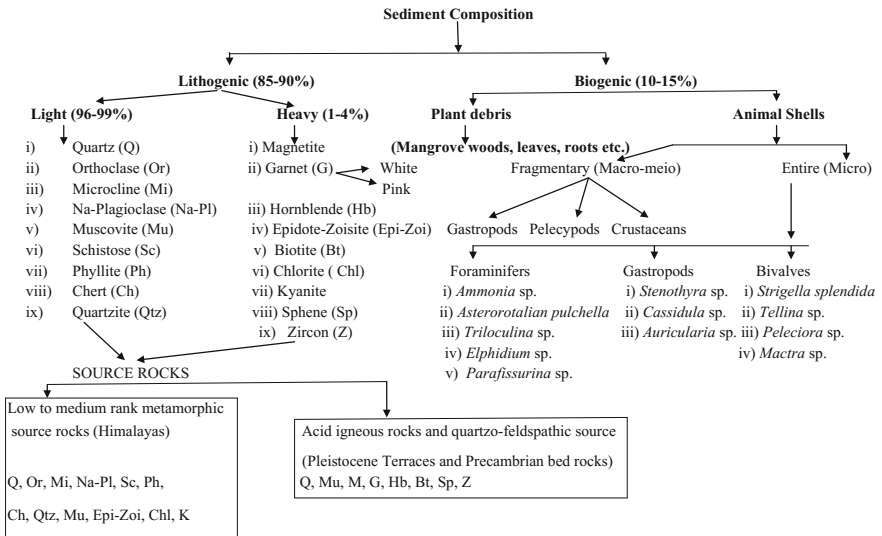 Sediment Composition
Lithogenic (85-90%)
Biogenic (10-15%)
Light (96-99%)
Heavy (1-4%)
Plant debris
Animal Shells
i) Quartz (Q)
ii) Orthoclase (Or)
iii) Microcline (Mi)
iv) Na-Plagioclase (Na-Pl)
v) Muscovite (Mu)
vi) Schistose (Sc)
vii) Phyllite (Ph)
viii) Chert (Ch)
ix) Quartzite (Qtz)
i) Magnetite
ii) Garnet (G)
White
Pink
iii) Hornblende (Hb)
iv) Epidote-Zoisite (Epi-Zoi)
v) Biotite (Bt)
vi) Chlorite ( Chl)
vii) Kyanite
viii) Sphene (Sp)
ix) Zircon (Z)
(Mangrove woods, leaves, roots etc.)
Fragmentary (Macro-meio)
Entire (Micro)
Gastropods
Pelecypods
Crustaceans
Foraminifers
i) Ammonia sp.
ii) Asterorotalian pulchella
iii) Triloculina sp.
iv) Elphidium sp.
v) Parafissurina sp.
Gastropods
i) Stenothyra sp.
ii) Cassidula sp.
iii) Auricularia sp.
Bivalves
i) Strigella splendida
ii) Tellina sp.
iii) Peleciora sp.
iv) Mactra sp.
SOURCE ROCKS
Low to medium rank metamorphic
source rocks (Himalayas)
Q, Or, Mi, Na-Pl, Sc, Ph,
Ch, Qtz, Mu, Epi-Zoi, Chl, K
Acid igneous rocks and quartzo-feldspathic source
(Pleistocene Terraces and Precambrian bed rocks)
Q, Mu, M, G, Hb, Bt, Sp, Z